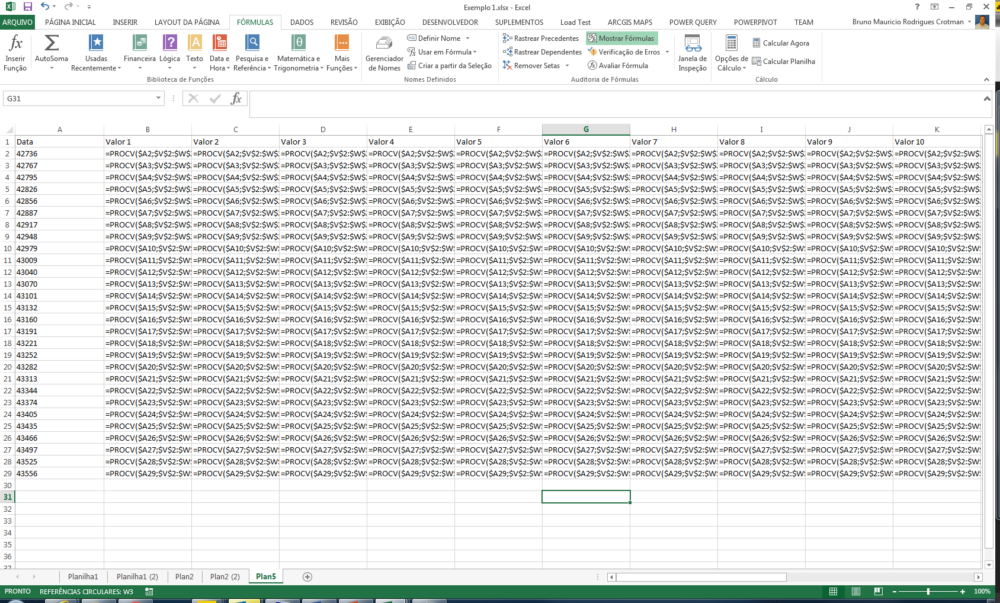 Exemplo 1.xlsx - Excel
ARQUIVO PÁGINA INICIAL INSERIR LAYOUT DA PÁGINA FÓRMULAS DADOS REVISÃO EXIBIÇÃO DESENVOLVEDOR SUPLEMENTOS Load Test ARCGIS MAPS POWER QUERY POWERPIVOT TEAM Bruno Mauricio Rodrigues Crotman
Inserir Função
AutoSoma
Usadas Recentemente
Financeira
Lógica
Texto
Data e Hora
Pesquisa e Referência
Matemática e Trigonometria
Mais Funções
Biblioteca de Funções
Gerenciador de Nomes
Definir Nome
Usar em Fórmula
Criar a partir da Seleção
Nomes Definidos
Rastrear Precedentes
Rastrear Dependentes
Remover Setas
Mostrar Fórmulas
Verificação de Erros
Avaliar Fórmula
Auditoria de Fórmulas
Janela de Inspeção
Opções de Cálculo
Calcular Agora
Calcular Planilha
Cálculo
G31
A B C D E F G H I J K
1 Data Valor 1 Valor 2 Valor 3 Valor 4 Valor 5 Valor 6 Valor 7 Valor 8 Valor 9 Valor 10
2 42736 =PROCV($A2;$V$2:$W$ =PROCV($A2;$V$2:$W$ =PROCV($A2;$V$2:$W$ =PROCV($A2;$V$2:$W$ =PROCV($A2;$V$2:$W$ =PROCV($A2;$V$2:$W$ =PROCV($A2;$V$2:$W$ =PROCV($A2;$V$2:$W$ =PROCV($A2;$V$2:$W$ =PROCV($A2;$V$2:$W$
3 42767 =PROCV($A3;$V$2:$W$ =PROCV($A3;$V$2:$W$ =PROCV($A3;$V$2:$W$ =PROCV($A3;$V$2:$W$ =PROCV($A3;$V$2:$W$ =PROCV($A3;$V$2:$W$ =PROCV($A3;$V$2:$W$ =PROCV($A3;$V$2:$W$ =PROCV($A3;$V$2:$W$ =PROCV($A3;$V$2:$W$
4 42795 =PROCV($A4;$V$2:$W$ =PROCV($A4;$V$2:$W$ =PROCV($A4;$V$2:$W$ =PROCV($A4;$V$2:$W$ =PROCV($A4;$V$2:$W$ =PROCV($A4;$V$2:$W$ =PROCV($A4;$V$2:$W$ =PROCV($A4;$V$2:$W$ =PROCV($A4;$V$2:$W$ =PROCV($A4;$V$2:$W$
5 42826 =PROCV($A5;$V$2:$W$ =PROCV($A5;$V$2:$W$ =PROCV($A5;$V$2:$W$ =PROCV($A5;$V$2:$W$ =PROCV($A5;$V$2:$W$ =PROCV($A5;$V$2:$W$ =PROCV($A5;$V$2:$W$ =PROCV($A5;$V$2:$W$ =PROCV($A5;$V$2:$W$ =PROCV($A5;$V$2:$W$
6 42856 =PROCV($A6;$V$2:$W$ =PROCV($A6;$V$2:$W$ =PROCV($A6;$V$2:$W$ =PROCV($A6;$V$2:$W$ =PROCV($A6;$V$2:$W$ =PROCV($A6;$V$2:$W$ =PROCV($A6;$V$2:$W$ =PROCV($A6;$V$2:$W$ =PROCV($A6;$V$2:$W$ =PROCV($A6;$V$2:$W$
7 42887 =PROCV($A7;$V$2:$W$ =PROCV($A7;$V$2:$W$ =PROCV($A7;$V$2:$W$ =PROCV($A7;$V$2:$W$ =PROCV($A7;$V$2:$W$ =PROCV($A7;$V$2:$W$ =PROCV($A7;$V$2:$W$ =PROCV($A7;$V$2:$W$ =PROCV($A7;$V$2:$W$ =PROCV($A7;$V$2:$W$
8 42917 =PROCV($A8;$V$2:$W$ =PROCV($A8;$V$2:$W$ =PROCV($A8;$V$2:$W$ =PROCV($A8;$V$2:$W$ =PROCV($A8;$V$2:$W$ =PROCV($A8;$V$2:$W$ =PROCV($A8;$V$2:$W$ =PROCV($A8;$V$2:$W$ =PROCV($A8;$V$2:$W$ =PROCV($A8;$V$2:$W$
9 42948 =PROCV($A9;$V$2:$W$ =PROCV($A9;$V$2:$W$ =PROCV($A9;$V$2:$W$ =PROCV($A9;$V$2:$W$ =PROCV($A9;$V$2:$W$ =PROCV($A9;$V$2:$W$ =PROCV($A9;$V$2:$W$ =PROCV($A9;$V$2:$W$ =PROCV($A9;$V$2:$W$ =PROCV($A9;$V$2:$W$
10 42979 =PROCV($A10;$V$2:$W =PROCV($A10;$V$2:$W =PROCV($A10;$V$2:$W =PROCV($A10;$V$2:$W =PROCV($A10;$V$2:$W =PROCV($A10;$V$2:$W =PROCV($A10;$V$2:$W =PROCV($A10;$V$2:$W =PROCV($A10;$V$2:$W =PROCV($A10;$V$2:$W
11 43009 =PROCV($A11;$V$2:$W =PROCV($A11;$V$2:$W =PROCV($A11;$V$2:$W =PROCV($A11;$V$2:$W =PROCV($A11;$V$2:$W =PROCV($A11;$V$2:$W =PROCV($A11;$V$2:$W =PROCV($A11;$V$2:$W =PROCV($A11;$V$2:$W =PROCV($A11;$V$2:$W
12 43040 =PROCV($A12;$V$2:$W =PROCV($A12;$V$2:$W =PROCV($A12;$V$2:$W =PROCV($A12;$V$2:$W =PROCV($A12;$V$2:$W =PROCV($A12;$V$2:$W =PROCV($A12;$V$2:$W =PROCV($A12;$V$2:$W =PROCV($A12;$V$2:$W =PROCV($A12;$V$2:$W
13 43070 =PROCV($A13;$V$2:$W =PROCV($A13;$V$2:$W =PROCV($A13;$V$2:$W =PROCV($A13;$V$2:$W =PROCV($A13;$V$2:$W =PROCV($A13;$V$2:$W =PROCV($A13;$V$2:$W =PROCV($A13;$V$2:$W =PROCV($A13;$V$2:$W =PROCV($A13;$V$2:$W
14 43101 =PROCV($A14;$V$2:$W =PROCV($A14;$V$2:$W =PROCV($A14;$V$2:$W =PROCV($A14;$V$2:$W =PROCV($A14;$V$2:$W =PROCV($A14;$V$2:$W =PROCV($A14;$V$2:$W =PROCV($A14;$V$2:$W =PROCV($A14;$V$2:$W =PROCV($A14;$V$2:$W
15 43132 =PROCV($A15;$V$2:$W =PROCV($A15;$V$2:$W =PROCV($A15;$V$2:$W =PROCV($A15;$V$2:$W =PROCV($A15;$V$2:$W =PROCV($A15;$V$2:$W =PROCV($A15;$V$2:$W =PROCV($A15;$V$2:$W =PROCV($A15;$V$2:$W =PROCV($A15;$V$2:$W
16 43160 =PROCV($A16;$V$2:$W =PROCV($A16;$V$2:$W =PROCV($A16;$V$2:$W =PROCV($A16;$V$2:$W =PROCV($A16;$V$2:$W =PROCV($A16;$V$2:$W =PROCV($A16;$V$2:$W =PROCV($A16;$V$2:$W =PROCV($A16;$V$2:$W =PROCV($A16;$V$2:$W
17 43191 =PROCV($A17;$V$2:$W =PROCV($A17;$V$2:$W =PROCV($A17;$V$2:$W =PROCV($A17;$V$2:$W =PROCV($A17;$V$2:$W =PROCV($A17;$V$2:$W =PROCV($A17;$V$2:$W =PROCV($A17;$V$2:$W =PROCV($A17;$V$2:$W =PROCV($A17;$V$2:$W
18 43221 =PROCV($A18;$V$2:$W =PROCV($A18;$V$2:$W =PROCV($A18;$V$2:$W =PROCV($A18;$V$2:$W =PROCV($A18;$V$2:$W =PROCV($A18;$V$2:$W =PROCV($A18;$V$2:$W =PROCV($A18;$V$2:$W =PROCV($A18;$V$2:$W =PROCV($A18;$V$2:$W
19 43252 =PROCV($A19;$V$2:$W =PROCV($A19;$V$2:$W =PROCV($A19;$V$2:$W =PROCV($A19;$V$2:$W =PROCV($A19;$V$2:$W =PROCV($A19;$V$2:$W =PROCV($A19;$V$2:$W =PROCV($A19;$V$2:$W =PROCV($A19;$V$2:$W =PROCV($A19;$V$2:$W
20 43282 =PROCV($A20;$V$2:$W =PROCV($A20;$V$2:$W =PROCV($A20;$V$2:$W =PROCV($A20;$V$2:$W =PROCV($A20;$V$2:$W =PROCV($A20;$V$2:$W =PROCV($A20;$V$2:$W =PROCV($A20;$V$2:$W =PROCV($A20;$V$2:$W =PROCV($A20;$V$2:$W
21 43313 =PROCV($A21;$V$2:$W =PROCV($A21;$V$2:$W =PROCV($A21;$V$2:$W =PROCV($A21;$V$2:$W =PROCV($A21;$V$2:$W =PROCV($A21;$V$2:$W =PROCV($A21;$V$2:$W =PROCV($A21;$V$2:$W =PROCV($A21;$V$2:$W =PROCV($A21;$V$2:$W
22 43344 =PROCV($A22;$V$2:$W =PROCV($A22;$V$2:$W =PROCV($A22;$V$2:$W =PROCV($A22;$V$2:$W =PROCV($A22;$V$2:$W =PROCV($A22;$V$2:$W =PROCV($A22;$V$2:$W =PROCV($A22;$V$2:$W =PROCV($A22;$V$2:$W =PROCV($A22;$V$2:$W
23 43374 =PROCV($A23;$V$2:$W =PROCV($A23;$V$2:$W =PROCV($A23;$V$2:$W =PROCV($A23;$V$2:$W =PROCV($A23;$V$2:$W =PROCV($A23;$V$2:$W =PROCV($A23;$V$2:$W =PROCV($A23;$V$2:$W =PROCV($A23;$V$2:$W =PROCV($A23;$V$2:$W
24 43405 =PROCV($A24;$V$2:$W =PROCV($A24;$V$2:$W =PROCV($A24;$V$2:$W =PROCV($A24;$V$2:$W =PROCV($A24;$V$2:$W =PROCV($A24;$V$2:$W =PROCV($A24;$V$2:$W =PROCV($A24;$V$2:$W =PROCV($A24;$V$2:$W =PROCV($A24;$V$2:$W
25 43435 =PROCV($A25;$V$2:$W =PROCV($A25;$V$2:$W =PROCV($A25;$V$2:$W =PROCV($A25;$V$2:$W =PROCV($A25;$V$2:$W =PROCV($A25;$V$2:$W =PROCV($A25;$V$2:$W =PROCV($A25;$V$2:$W =PROCV($A25;$V$2:$W =PROCV($A25;$V$2:$W
26 43466 =PROCV($A26;$V$2:$W =PROCV($A26;$V$2:$W =PROCV($A26;$V$2:$W =PROCV($A26;$V$2:$W =PROCV($A26;$V$2:$W =PROCV($A26;$V$2:$W =PROCV($A26;$V$2:$W =PROCV($A26;$V$2:$W =PROCV($A26;$V$2:$W =PROCV($A26;$V$2:$W
27 43497 =PROCV($A27;$V$2:$W =PROCV($A27;$V$2:$W =PROCV($A27;$V$2:$W =PROCV($A27;$V$2:$W =PROCV($A27;$V$2:$W =PROCV($A27;$V$2:$W =PROCV($A27;$V$2:$W =PROCV($A27;$V$2:$W =PROCV($A27;$V$2:$W =PROCV($A27;$V$2:$W
28 43525 =PROCV($A28;$V$2:$W =PROCV($A28;$V$2:$W =PROCV($A28;$V$2:$W =PROCV($A28;$V$2:$W =PROCV($A28;$V$2:$W =PROCV($A28;$V$2:$W =PROCV($A28;$V$2:$W =PROCV($A28;$V$2:$W =PROCV($A28;$V$2:$W =PROCV($A28;$V$2:$W
29 43556 =PROCV($A29;$V$2:$W =PROCV($A29;$V$2:$W =PROCV($A29;$V$2:$W =PROCV($A29;$V$2:$W =PROCV($A29;$V$2:$W =PROCV($A29;$V$2:$W =PROCV($A29;$V$2:$W =PROCV($A29;$V$2:$W =PROCV($A29;$V$2:$W =PROCV($A29;$V$2:$W
30
31
32
33
34
35
36
37
Planilha1 Planilha1 (2) Plan2 Plan2 (2) Plan5
PRONTO REFERÊNCIAS CIRCULARES: W3 100%